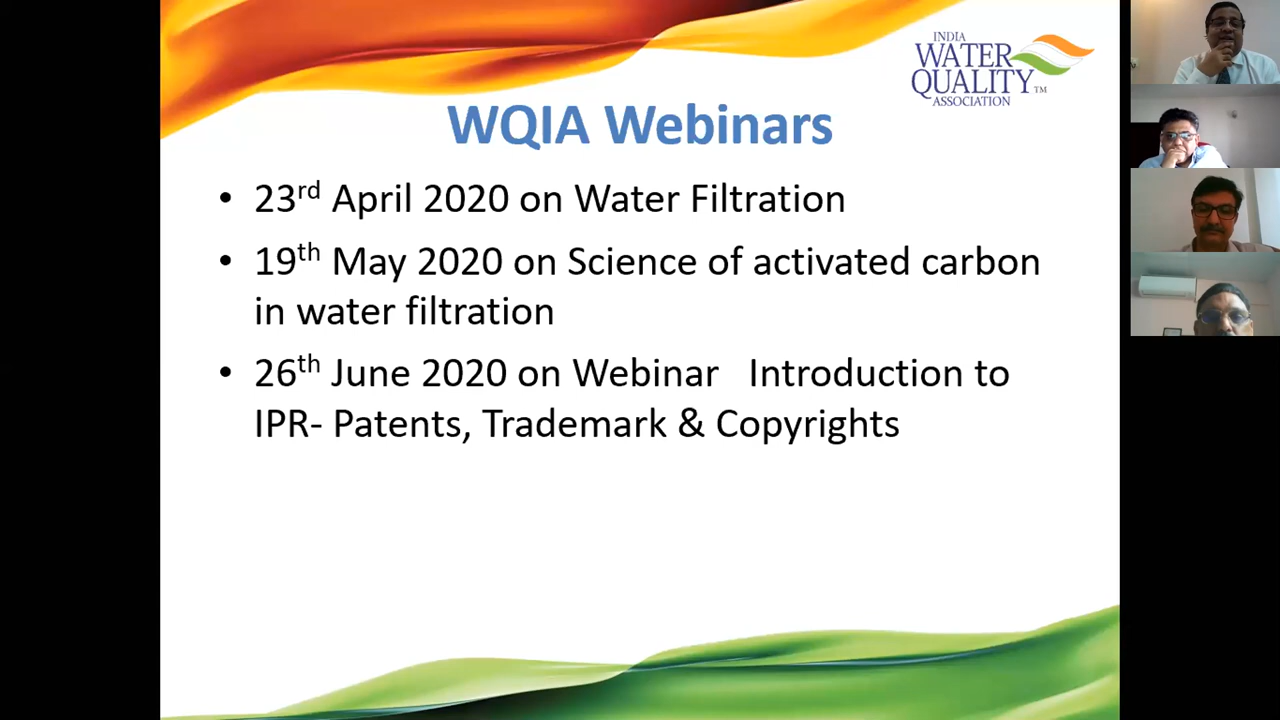 INDIA
WATER
QUALITY™
ASSOCIATION
WQIA Webinars
• 23rd April 2020 on Water Filtration
• 19th May 2020 on Science of activated carbon
in water filtration
• 26th June 2020 on Webinar   Introduction to
IPR- Patents, Trademark & Copyrights